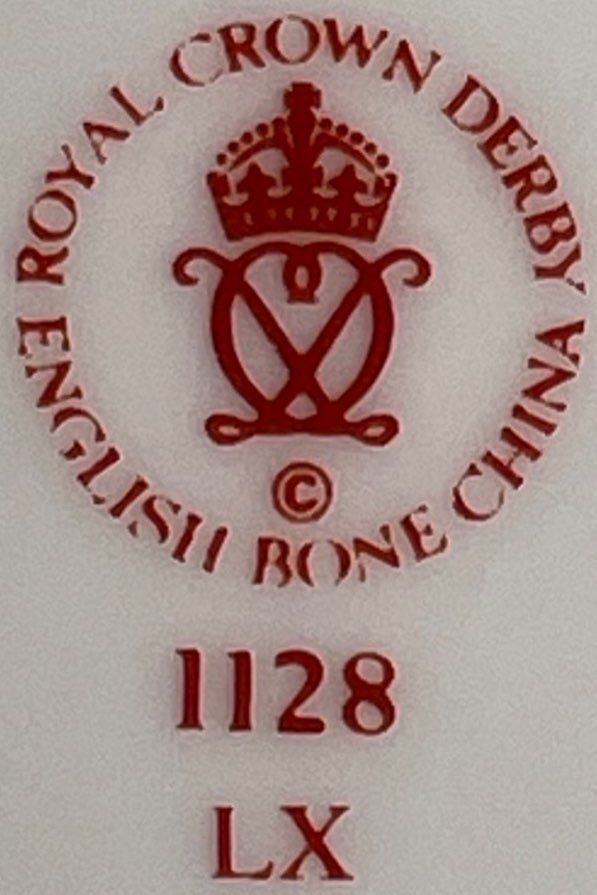 ROYAL CROWN DERBY
ENGLISH BONE CHINA
©
1128
LX